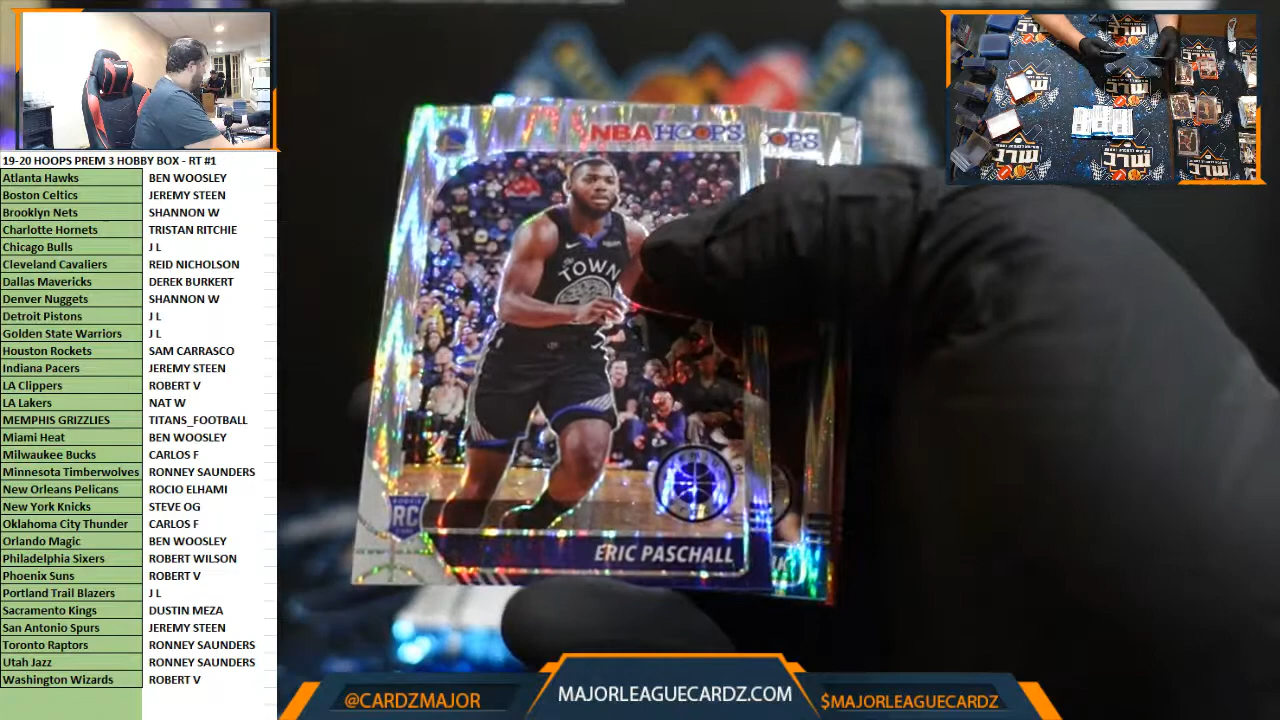 19-20 HOOPS PREM 3 HOBBY BOX - RT #1
Atlanta Hawks BEN WOOSLEY
Boston Celtics JEREMY STEEN
Brooklyn Nets SHANNON W
Charlotte Hornets TRISTAN RITCHIE
Chicago Bulls J L
Cleveland Cavaliers REID NICHOLSON
Dallas Mavericks DEREK BURKERT
Denver Nuggets SHANNON W
Detroit Pistons J L
Golden State Warriors J L
Houston Rockets SAM CARRASCO
Indiana Pacers JEREMY STEEN
LA Clippers ROBERT V
LA Lakers NAT W
MEMPHIS GRIZZLIES TITANS_FOOTBALL
Miami Heat BEN WOOSLEY
Milwaukee Bucks CARLOS F
Minnesota Timberwolves RONNEY SAUNDERS
New Orleans Pelicans ROCIO ELHAMI
New York Knicks STEVE OG
Oklahoma City Thunder CARLOS F
Orlando Magic BEN WOOSLEY
Philadelphia Sixers ROBERT WILSON
Phoenix Suns ROBERT V
Portland Trail Blazers J L
Sacramento Kings DUSTIN MEZA
San Antonio Spurs JEREMY STEEN
Toronto Raptors RONNEY SAUNDERS
Utah Jazz RONNEY SAUNDERS
Washington Wizards ROBERT V
NBA HOOPS
OOPS
The
TOWN
RC
ERIC PASCHALL
@CARDZMAJOR
MAJORLEAGUECARDZ.COM
$MAJORLEAGUECARDZ